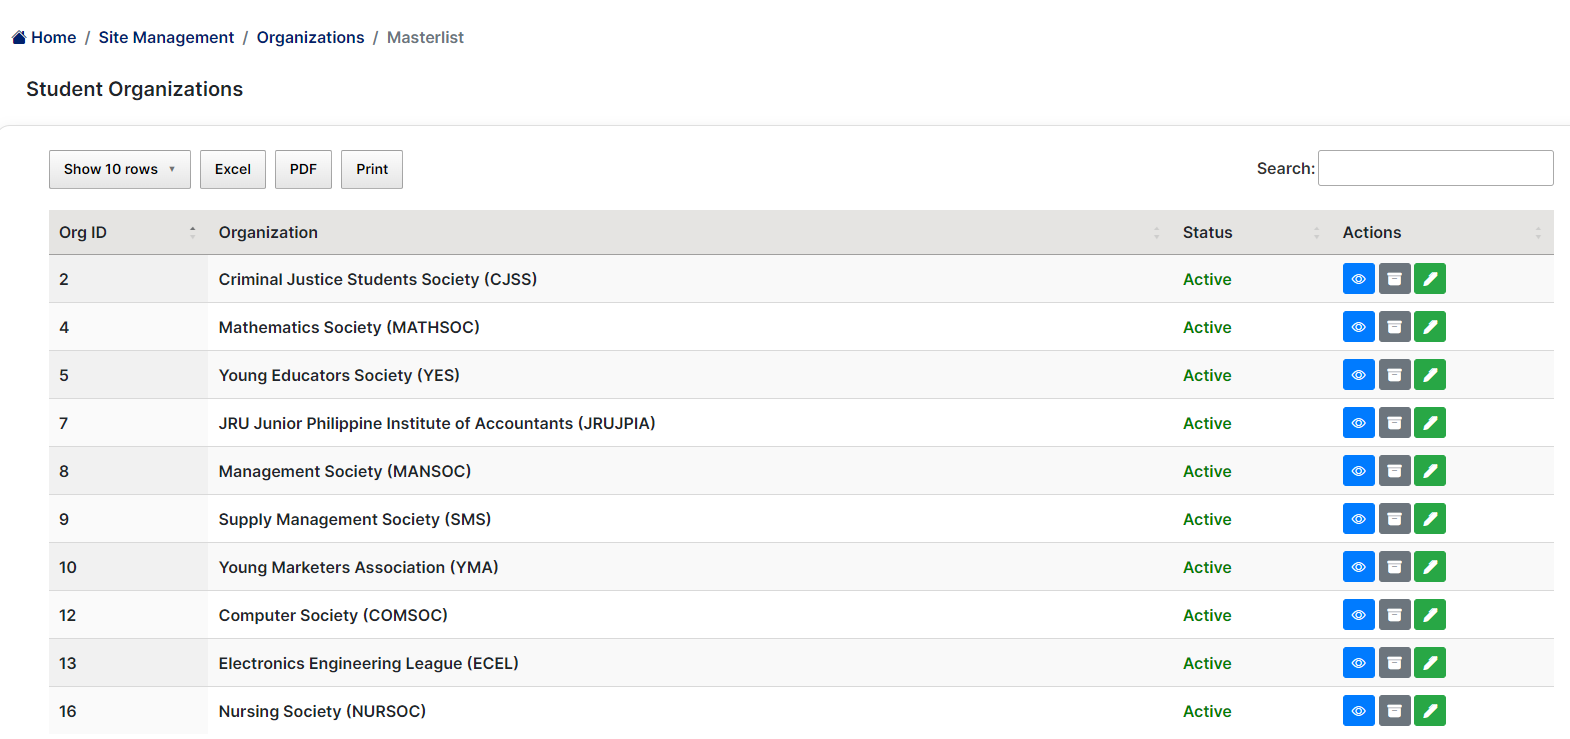 Home / Site Management / Organizations / Masterlist
Student Organizations
Show 10 rows Excel PDF Print Search:
Org ID Organization Status Actions
2 Criminal Justice Students Society (CJSS) Active
4 Mathematics Society (MATHSOC) Active
5 Young Educators Society (YES) Active
7 JRU Junior Philippine Institute of Accountants (JRUJPIA) Active
8 Management Society (MANSOC) Active
9 Supply Management Society (SMS) Active
10 Young Marketers Association (YMA) Active
12 Computer Society (COMSOC) Active
13 Electronics Engineering League (ECEL) Active
16 Nursing Society (NURSOC) Active